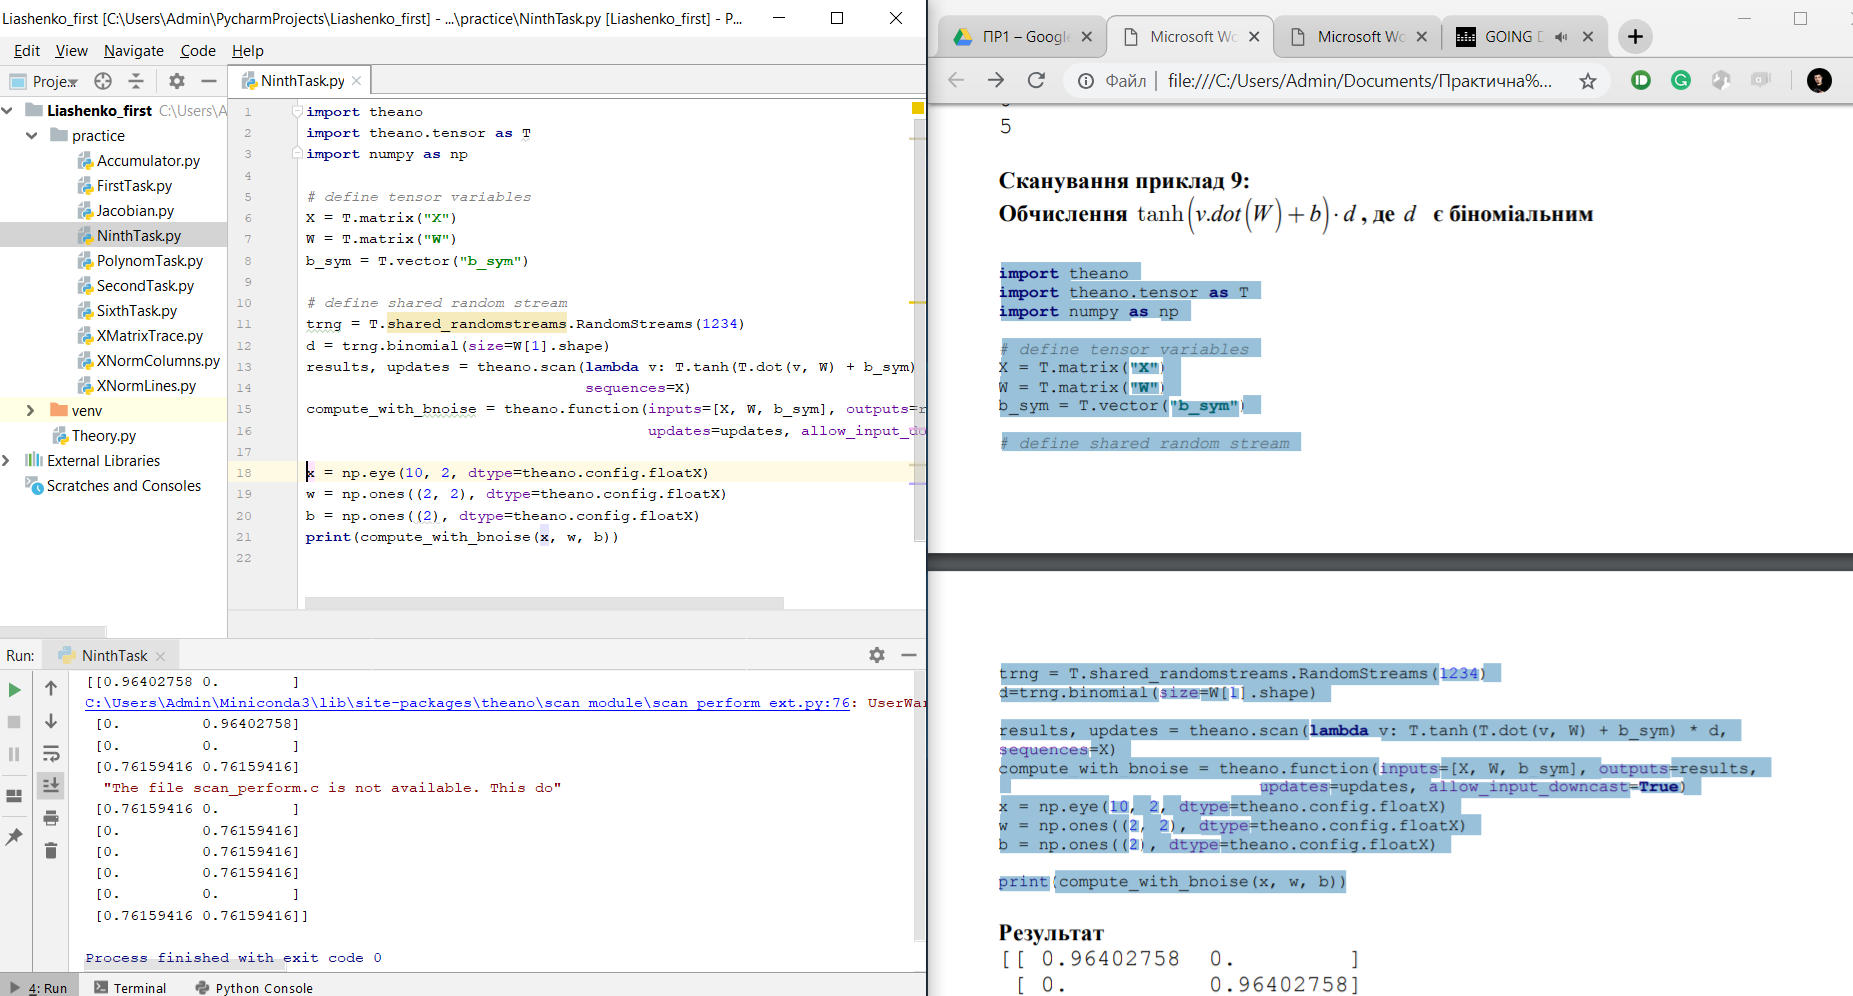 Liashenko_first [C:\Users\Admin\PycharmProjects\Liashenko_first] - ...\practice\NinthTask.py [Liashenko_first] - P...
Edit View Navigate Code Help
Proje
NinthTask.py
Liashenko_first C:\Users\A
practice
Accumulator.py
FirstTask.py
Jacobian.py
NinthTask.py
PolynomTask.py
SecondTask.py
SixthTask.py
XMatrixTrace.py
XNormColumns.py
XNormLines.py
venv
Theory.py
External Libraries
Scratches and Consoles
1 import theano
2 import theano.tensor as T
3 import numpy as np
4
5 # define tensor variables
6 X = T.matrix("X")
7 W = T.matrix("W")
8 b_sym = T.vector("b_sym")
9
10 # define shared random stream
11 trng = T.shared_randomstreams.RandomStreams(1234)
12 d = trng.binomial(size=W[1].shape)
13 results, updates = theano.scan(lambda v: T.tanh(T.dot(v, W) + b_sym)
14 sequences=X)
15 compute_with_bnoise = theano.function(inputs=[X, W, b_sym], outputs=r
16 updates=updates, allow_input_do
17
18 x = np.eye(10, 2, dtype=theano.config.floatX)
19 w = np.ones((2, 2), dtype=theano.config.floatX)
20 b = np.ones((2), dtype=theano.config.floatX)
21 print(compute_with_bnoise(x, w, b))
22
Run: NinthTask
[[0.96402758 0. ]
C:\Users\Admin\Miniconda3\lib\site-packages\theano\scan_module\scan_perform_ext.py:76: UserWar
[0. 0.96402758]
[0. 0. ]
[0.76159416 0.76159416]
"The file scan_perform.c is not available. This do"
[0.76159416 0. ]
[0. 0.76159416]
[0. 0.76159416]
[0. 0.76159416]
[0. 0. ]
[0.76159416 0.76159416]]
Process finished with exit code 0
4: Run Terminal Python Console
ПР1 – Google Microsoft Wo Microsoft Wo GOING D
Файл file:///C:/Users/Admin/Documents/Практична%...
5
Сканування приклад 9:
Обчислення tanh(v.dot(W)+b)·d, де d є біноміальним
import theano
import theano.tensor as T
import numpy as np
# define tensor variables
X = T.matrix("X")
W = T.matrix("W")
b_sym = T.vector("b_sym")
# define shared random stream
trng = T.shared_randomstreams.RandomStreams(1234)
d=trng.binomial(size=W[1].shape)
results, updates = theano.scan(lambda v: T.tanh(T.dot(v, W) + b_sym) * d,
sequences=X)
compute_with_bnoise = theano.function(inputs=[X, W, b_sym], outputs=results,
updates=updates, allow_input_downcast=True)
x = np.eye(10, 2, dtype=theano.config.floatX)
w = np.ones((2, 2), dtype=theano.config.floatX)
b = np.ones((2), dtype=theano.config.floatX)
print(compute_with_bnoise(x, w, b))
Результат
[[ 0.96402758 0. ]
[ 0. 0.96402758]